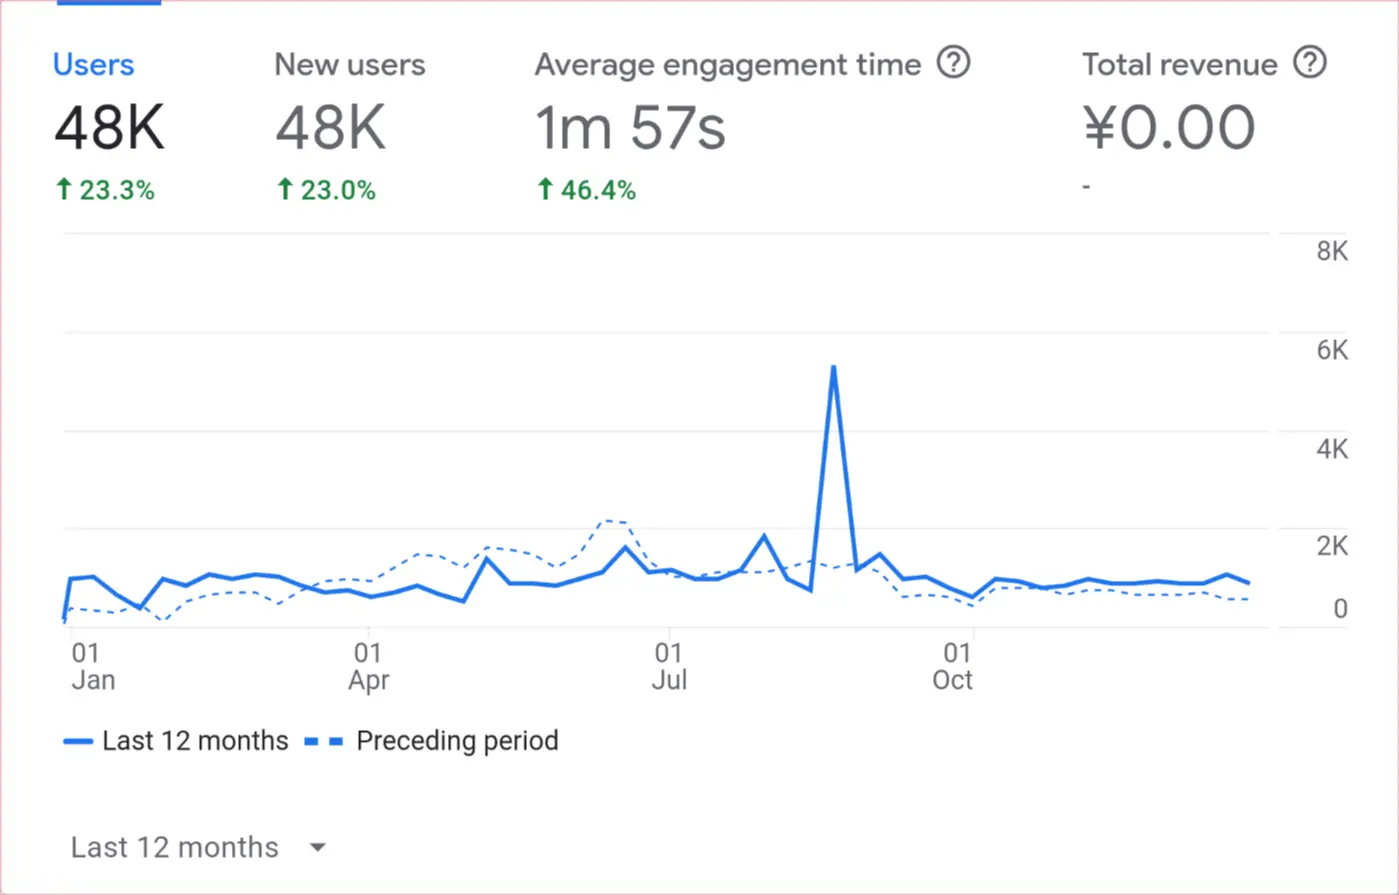 Users New users Average engagement time Total revenue
48K 48K 1m 57s ¥0.00
↑ 23.3% ↑ 23.0% ↑ 46.4% -
8K
6K
4K
2K
0
01 01 01 01
Jan Apr Jul Oct
Last 12 months Preceding period
Last 12 months